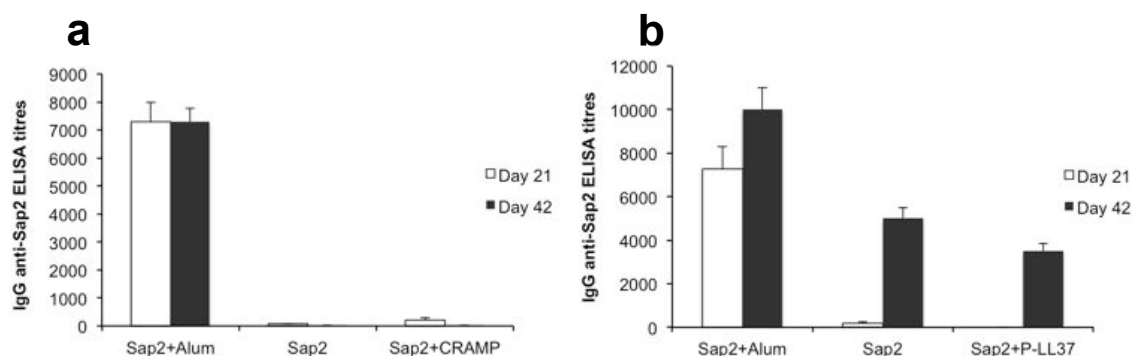 a
IgG anti-Sap2 ELISA titres
9000
8000
7000
6000
5000
4000
3000
2000
1000
0
Sap2+Alum Sap2 Sap2+CRAMP
Day 21
Day 42
b
IgG anti-Sap2 ELISA titres
12000
10000
8000
6000
4000
2000
0
Sap2+Alum Sap2 Sap2+P-LL37
Day 21
Day 42